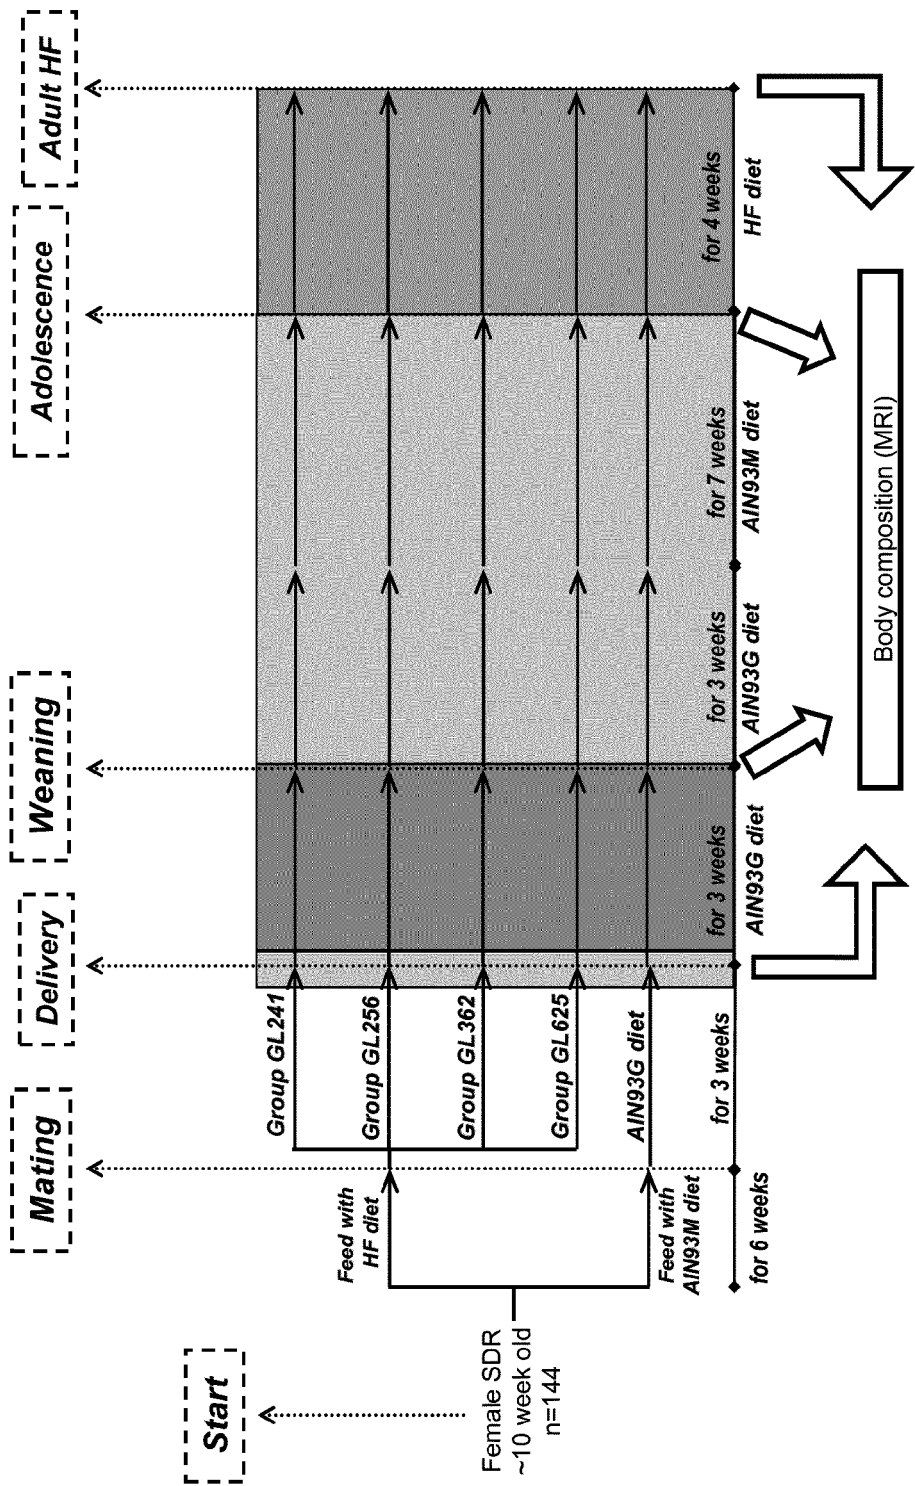 Start
Mating
Delivery
Weaning
Adolescence
Adult HF
Female SDR
~10 week old
n=144
Feed with
HF diet
Feed with
AIN93M diet
Group GL241
Group GL256
Group GL362
Group GL625
AIN93G diet
for 6 weeks
for 3 weeks
for 3 weeks
AIN93G diet
for 3 weeks
AIN93G diet
for 7 weeks
AIN93M diet
for 4 weeks
HF diet
Body composition (MRI)